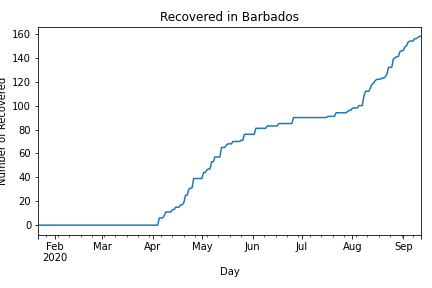 Recovered in Barbados
160
140
120
100
80
60
40
20
0
Number of Recovered
Feb Mar Apr May Jun Jul Aug Sep
2020
Day